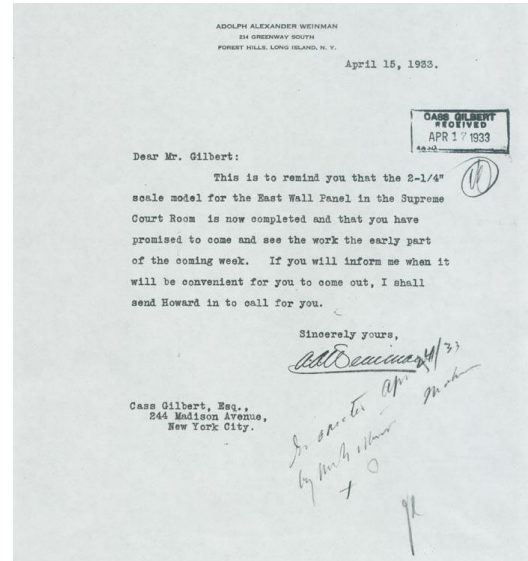 ADOLPH ALEXANDER WEINMAN
234 GREENWAY SOUTH
FOREST HILLS, LONG ISLAND, N. Y.
April 15, 1933.
CASS GILBERT
RECEIVED
APR 17 1933
Dear Mr. Gilbert:
This is to remind you that the 2-1/4"
scale model for the East Wall Panel in the Supreme
Court Room is now completed and that you have
promised to come and see the work the early part
of the coming week. If you will inform me when it
will be convenient for you to come out, I shall
send Howard in to call for you.
Sincerely yours,
AAWeinman
Cass Gilbert, Esq.,
244 Madison Avenue,
New York City.